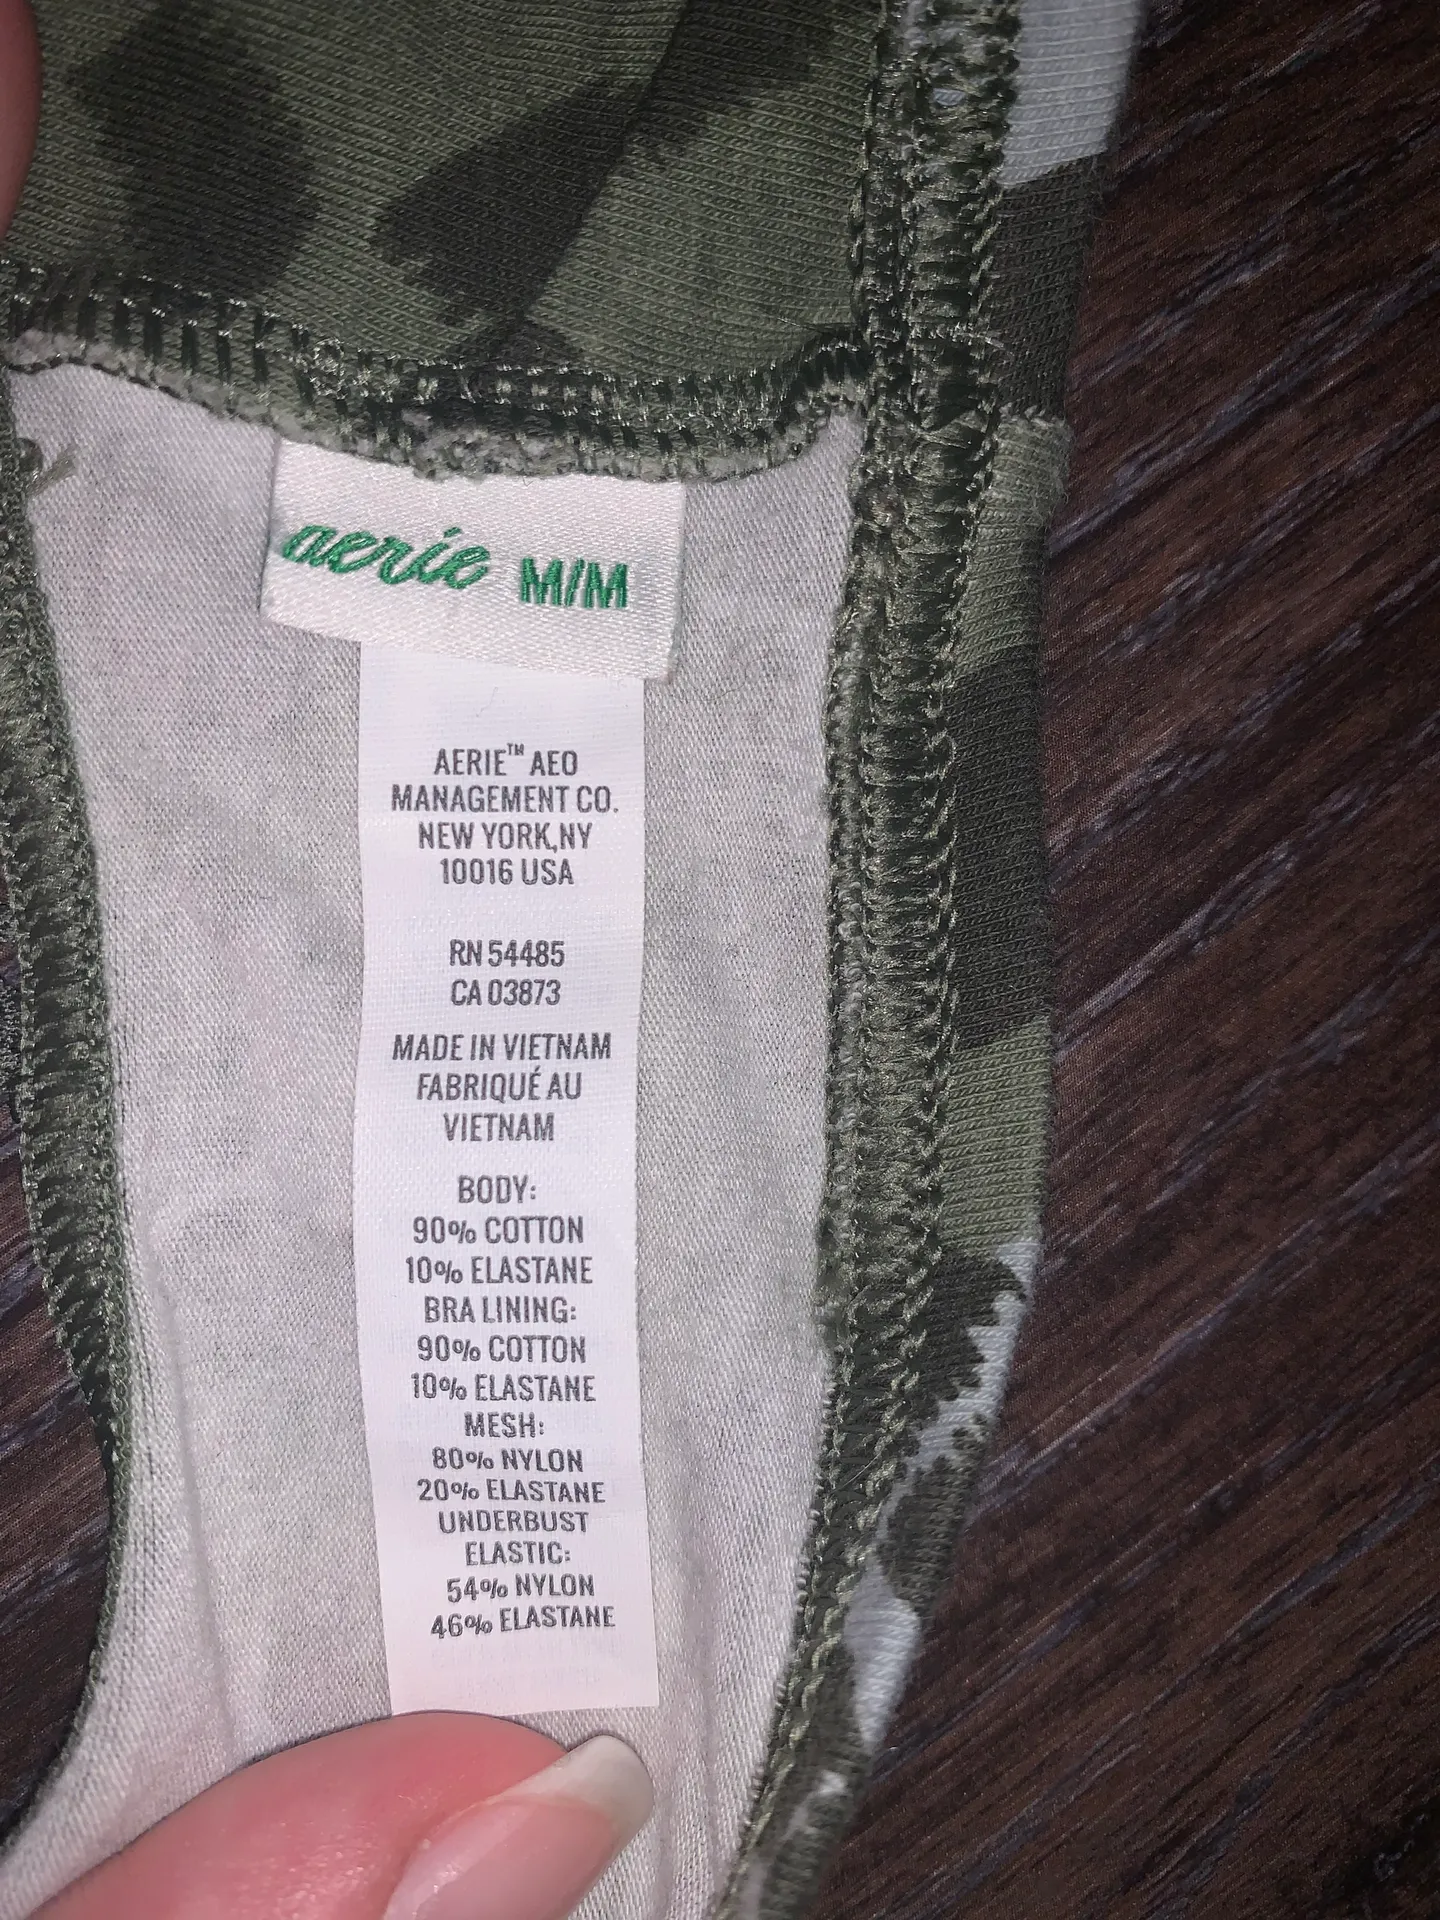 aerie M/M
AERIE™ AEO
MANAGEMENT CO.
NEW YORK,NY
10016 USA
RN 54485
CA 03873
MADE IN VIETNAM
FABRIQUÉ AU
VIETNAM
BODY:
90% COTTON
10% ELASTANE
BRA LINING:
90% COTTON
10% ELASTANE
MESH:
80% NYLON
20% ELASTANE
UNDERBUST
ELASTIC:
54% NYLON
46% ELASTANE